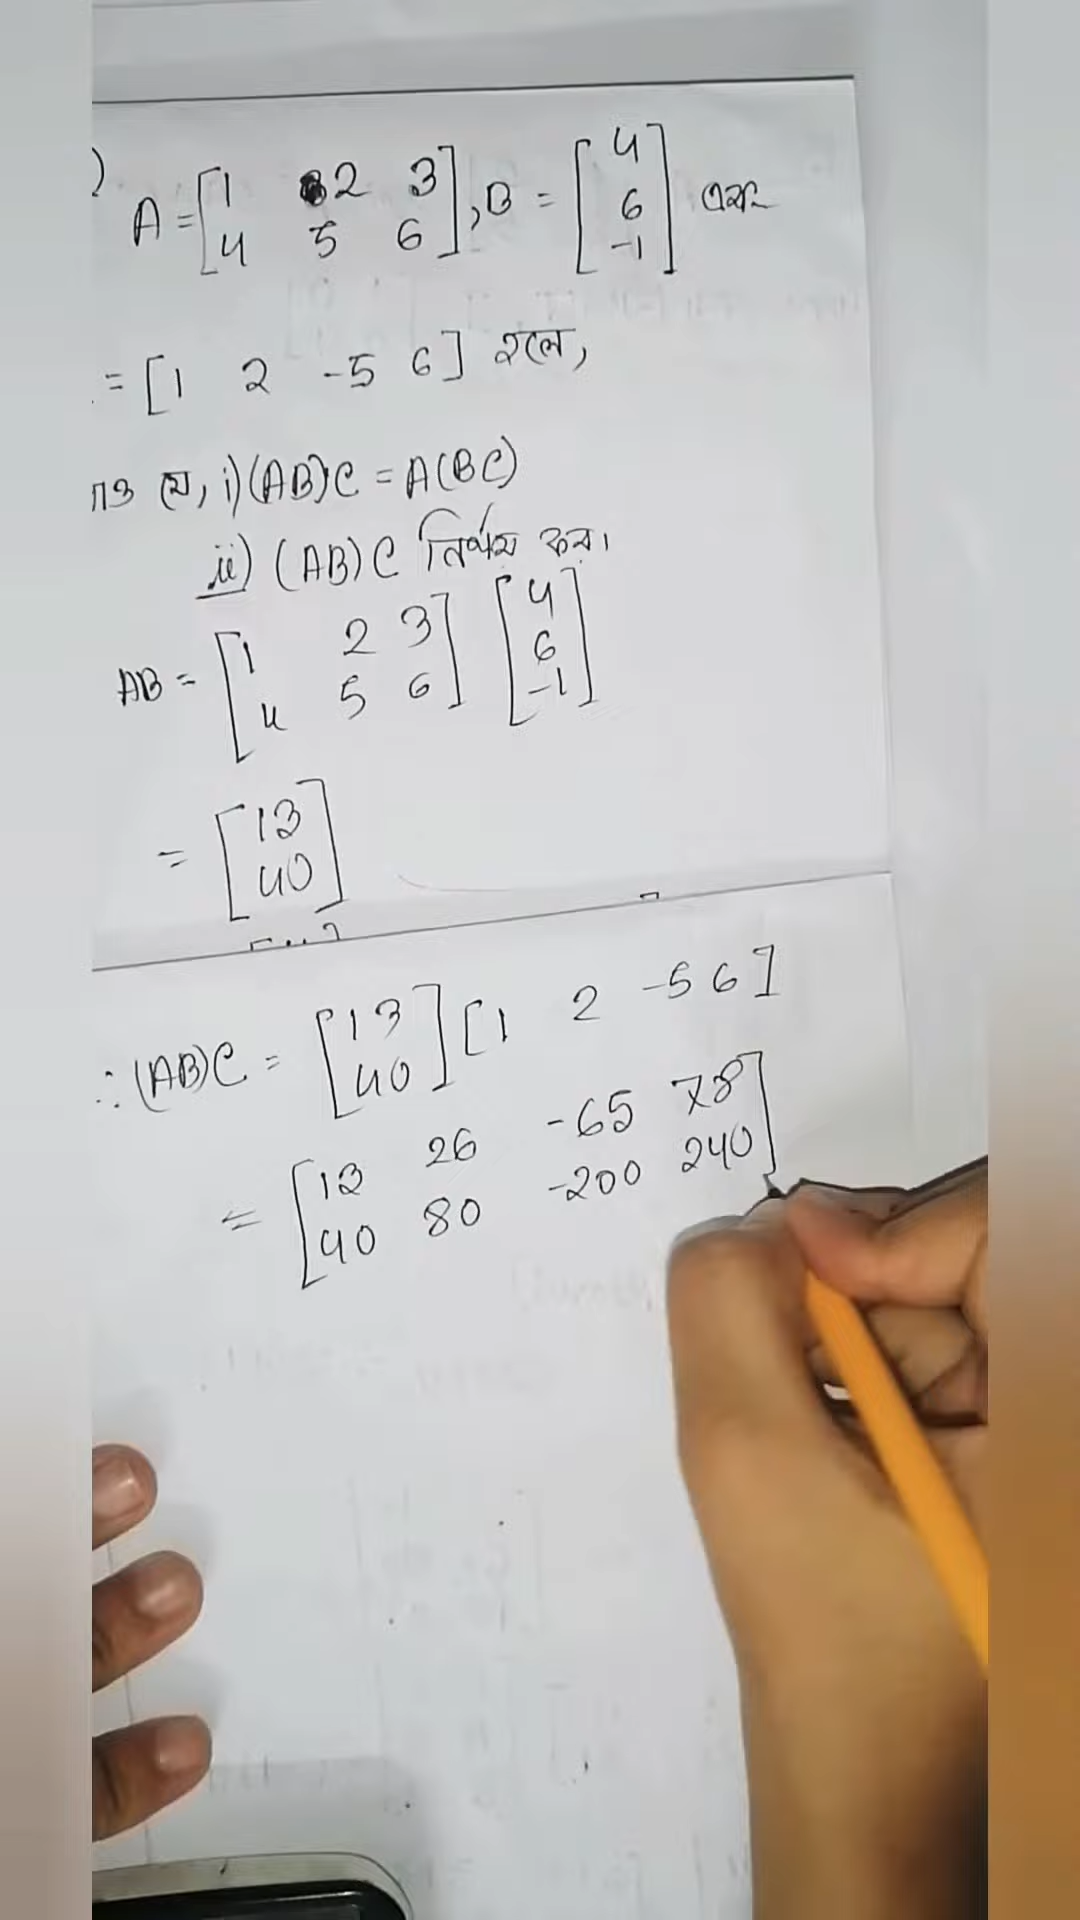 )
A = [1 2 3], B = [4
4 5 6] 6
-1] এবং
= [1 2 -5 6] হলে,
যে, i) (AB)C = A(BC)
ii) (AB)C নির্ণয় কর।
AB = [1 2 3] [4
4 5 6] 6
-1]
= [13
40]
∴ (AB)C = [13
40] [1 2 -5 6]
= [13 26 -65 78
40 80 -200 240]